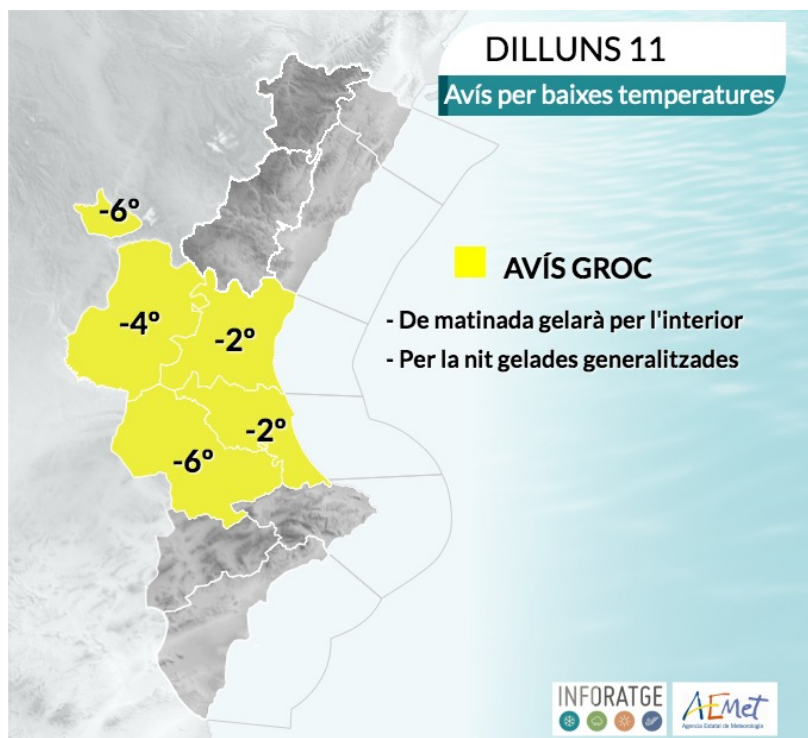 DILLUNS 11
Avís per baixes temperatures
-6º
-4º
-2º
-2º
-6º
AVÍS GROC
- De matinada gelarà per l'interior
- Per la nit gelades generalitzades
INFORATGE
AEmet
Agencia Estatal de Meteorología